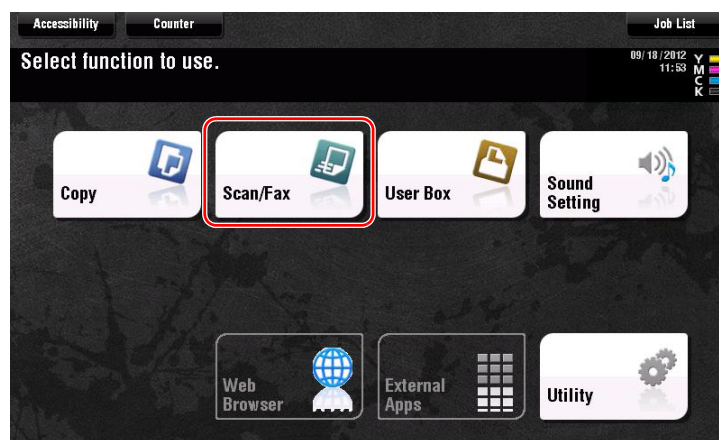 Accessibility
Counter
Job List
Select function to use.
09/18/2012
11:53
Y
M
C
K
Copy
Scan/Fax
User Box
Sound
Setting
Web
Browser
External
Apps
Utility